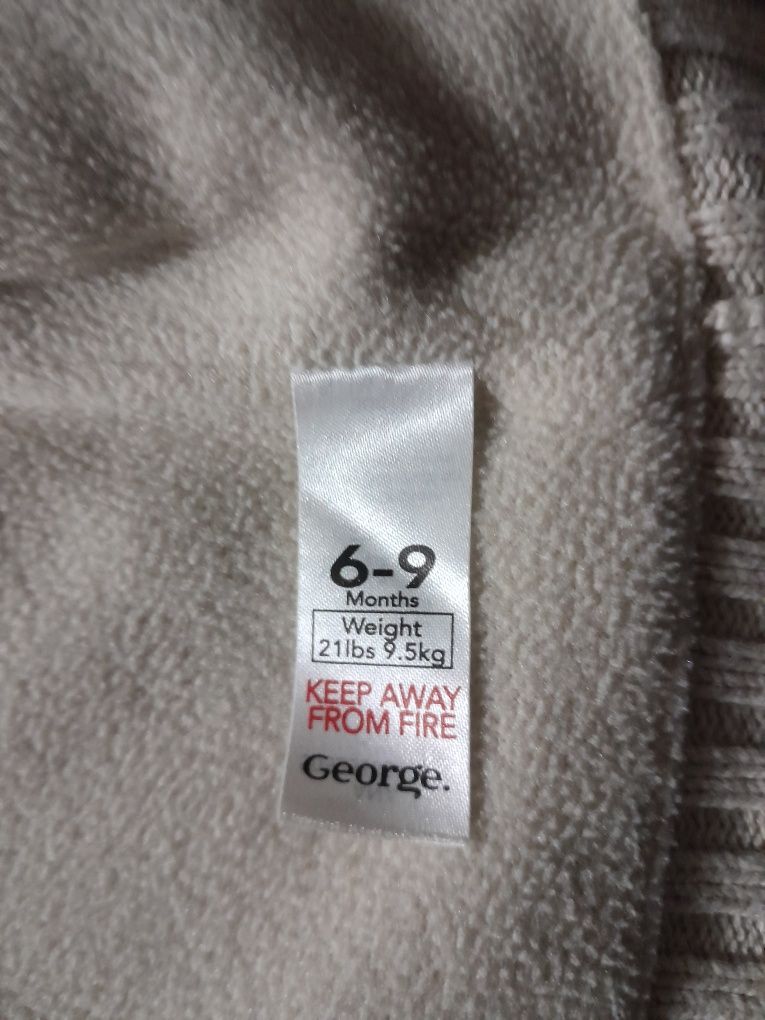 6-9
Months
Weight
21lbs 9.5kg
KEEP AWAY
FROM FIRE
George.